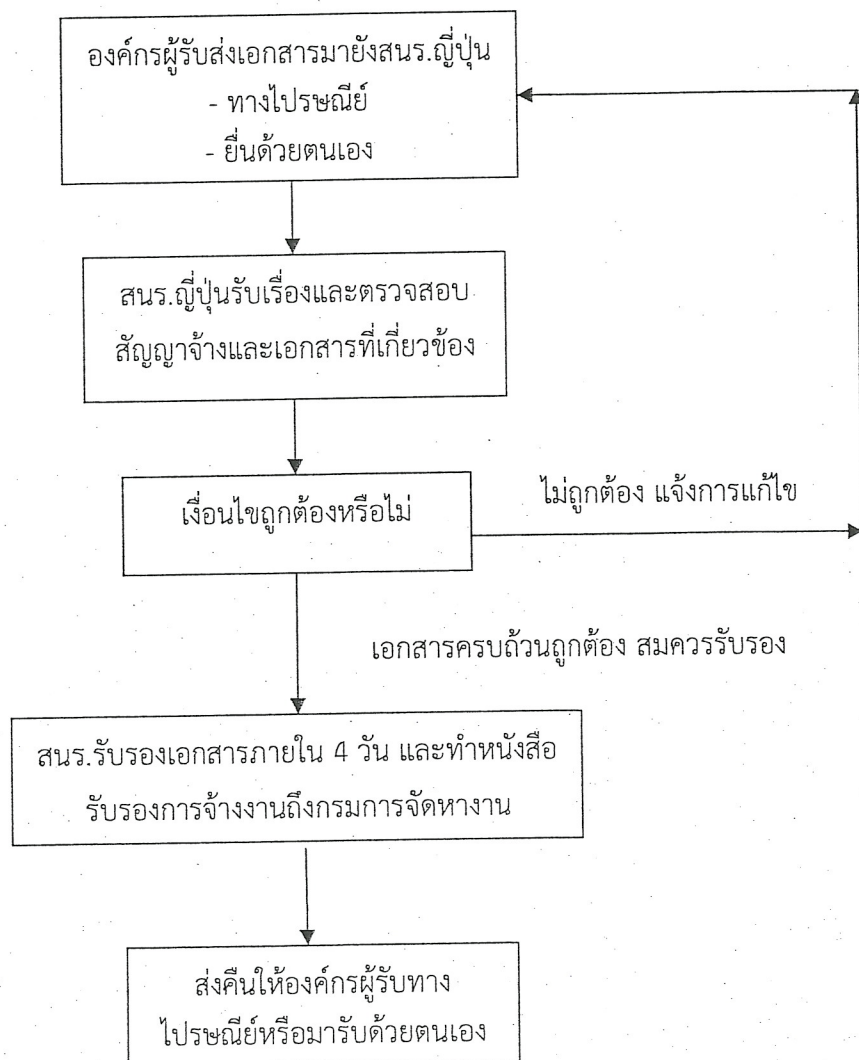 องค์กรผู้รับส่งเอกสารมายังสนร.ญี่ปุ่น
- ทางไปรษณีย์
- ยื่นด้วยตนเอง
สนร.ญี่ปุ่นรับเรื่องและตรวจสอบ
สัญญาจ้างและเอกสารที่เกี่ยวข้อง
เงื่อนไขถูกต้องหรือไม่
ไม่ถูกต้อง แจ้งการแก้ไข
เอกสารครบถ้วนถูกต้อง สมควรรับรอง
สนร.รับรองเอกสารภายใน 4 วัน และทำหนังสือ
รับรองการจ้างงานถึงกรมการจัดหางาน
ส่งคืนให้องค์กรผู้รับทาง
ไปรษณีย์หรือมารับด้วยตนเอง